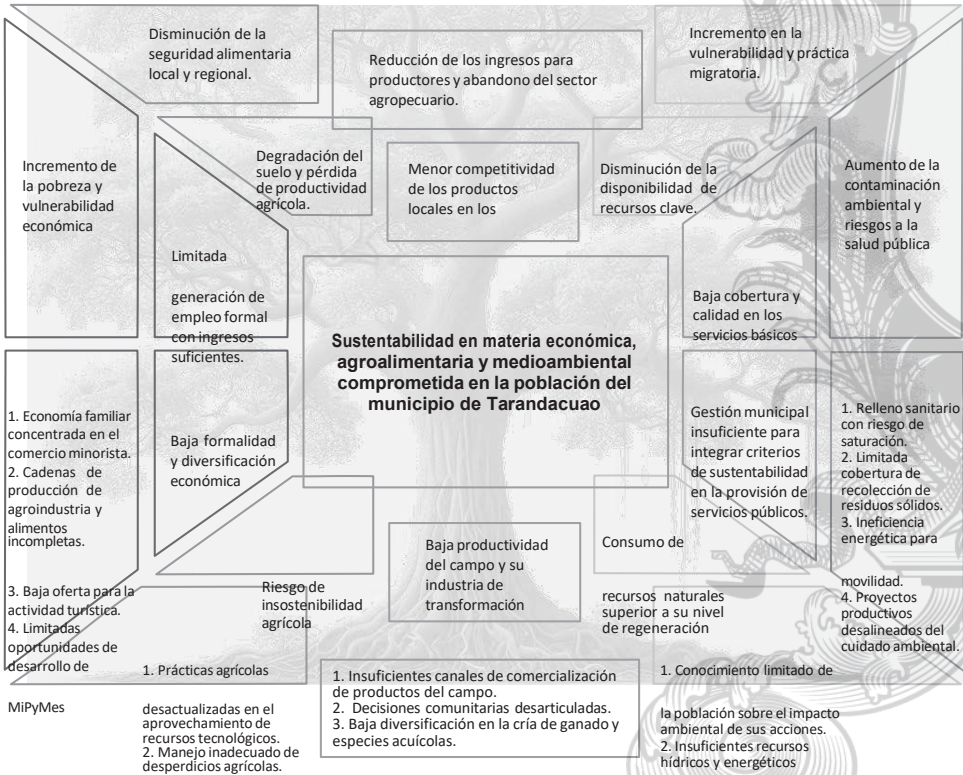 Disminución de la
seguridad alimentaria
local y regional.
Reducción de los ingresos para
productores y abandono del sector
agropecuario.
Incremento en la
vulnerabilidad y práctica
migratoria.
Incremento de
la pobreza y
vulnerabilidad
económica
Degradación del
suelo y pérdida
de productividad
agrícola.
Menor competitividad
de los productos
locales en los
Disminución de la
disponibilidad de
recursos clave.
Aumento de la
contaminación
ambiental y
riesgos a la
salud pública
Limitada
generación de
empleo formal
con ingresos
suficientes.
Baja cobertura y
calidad en los
servicios básicos
Sustentabilidad en materia económica,
agroalimentaria y medioambiental
comprometida en la población del
municipio de Tarandacuao
1. Economía familiar
concentrada en el
comercio minorista.
2. Cadenas de
producción de
agroindustria y
alimentos
incompletas.
3. Baja oferta para la
actividad turística.
4. Limitadas
oportunidades de
desarrollo de
MiPyMes
Baja formalidad
y diversificación
económica
Gestión municipal
insuficiente para
integrar criterios
de sustentabilidad
en la provisión de
servicios públicos.
1. Relleno sanitario
con riesgo de
saturación.
2. Limitada
cobertura de
recolección de
residuos sólidos.
3. Ineficiencia
energética para
movilidad.
4. Proyectos
productivos
desalineados del
cuidado ambiental.
Riesgo de
insostenibilidad
agrícola
Baja productividad
del campo y su
industria de
transformación
Consumo de
recursos naturales
superior a su nivel
de regeneración
1. Prácticas agrícolas
desactualizadas en el
aprovechamiento de
recursos tecnológicos.
2. Manejo inadecuado de
desperdicios agrícolas.
1. Insuficientes canales de comercialización
de productos del campo.
2. Decisiones comunitarias desarticuladas.
3. Baja diversificación en la cría de ganado y
especies acuícolas.
1. Conocimiento limitado de
la población sobre el impacto
ambiental de sus acciones.
2. Insuficientes recursos
hídricos y energéticos